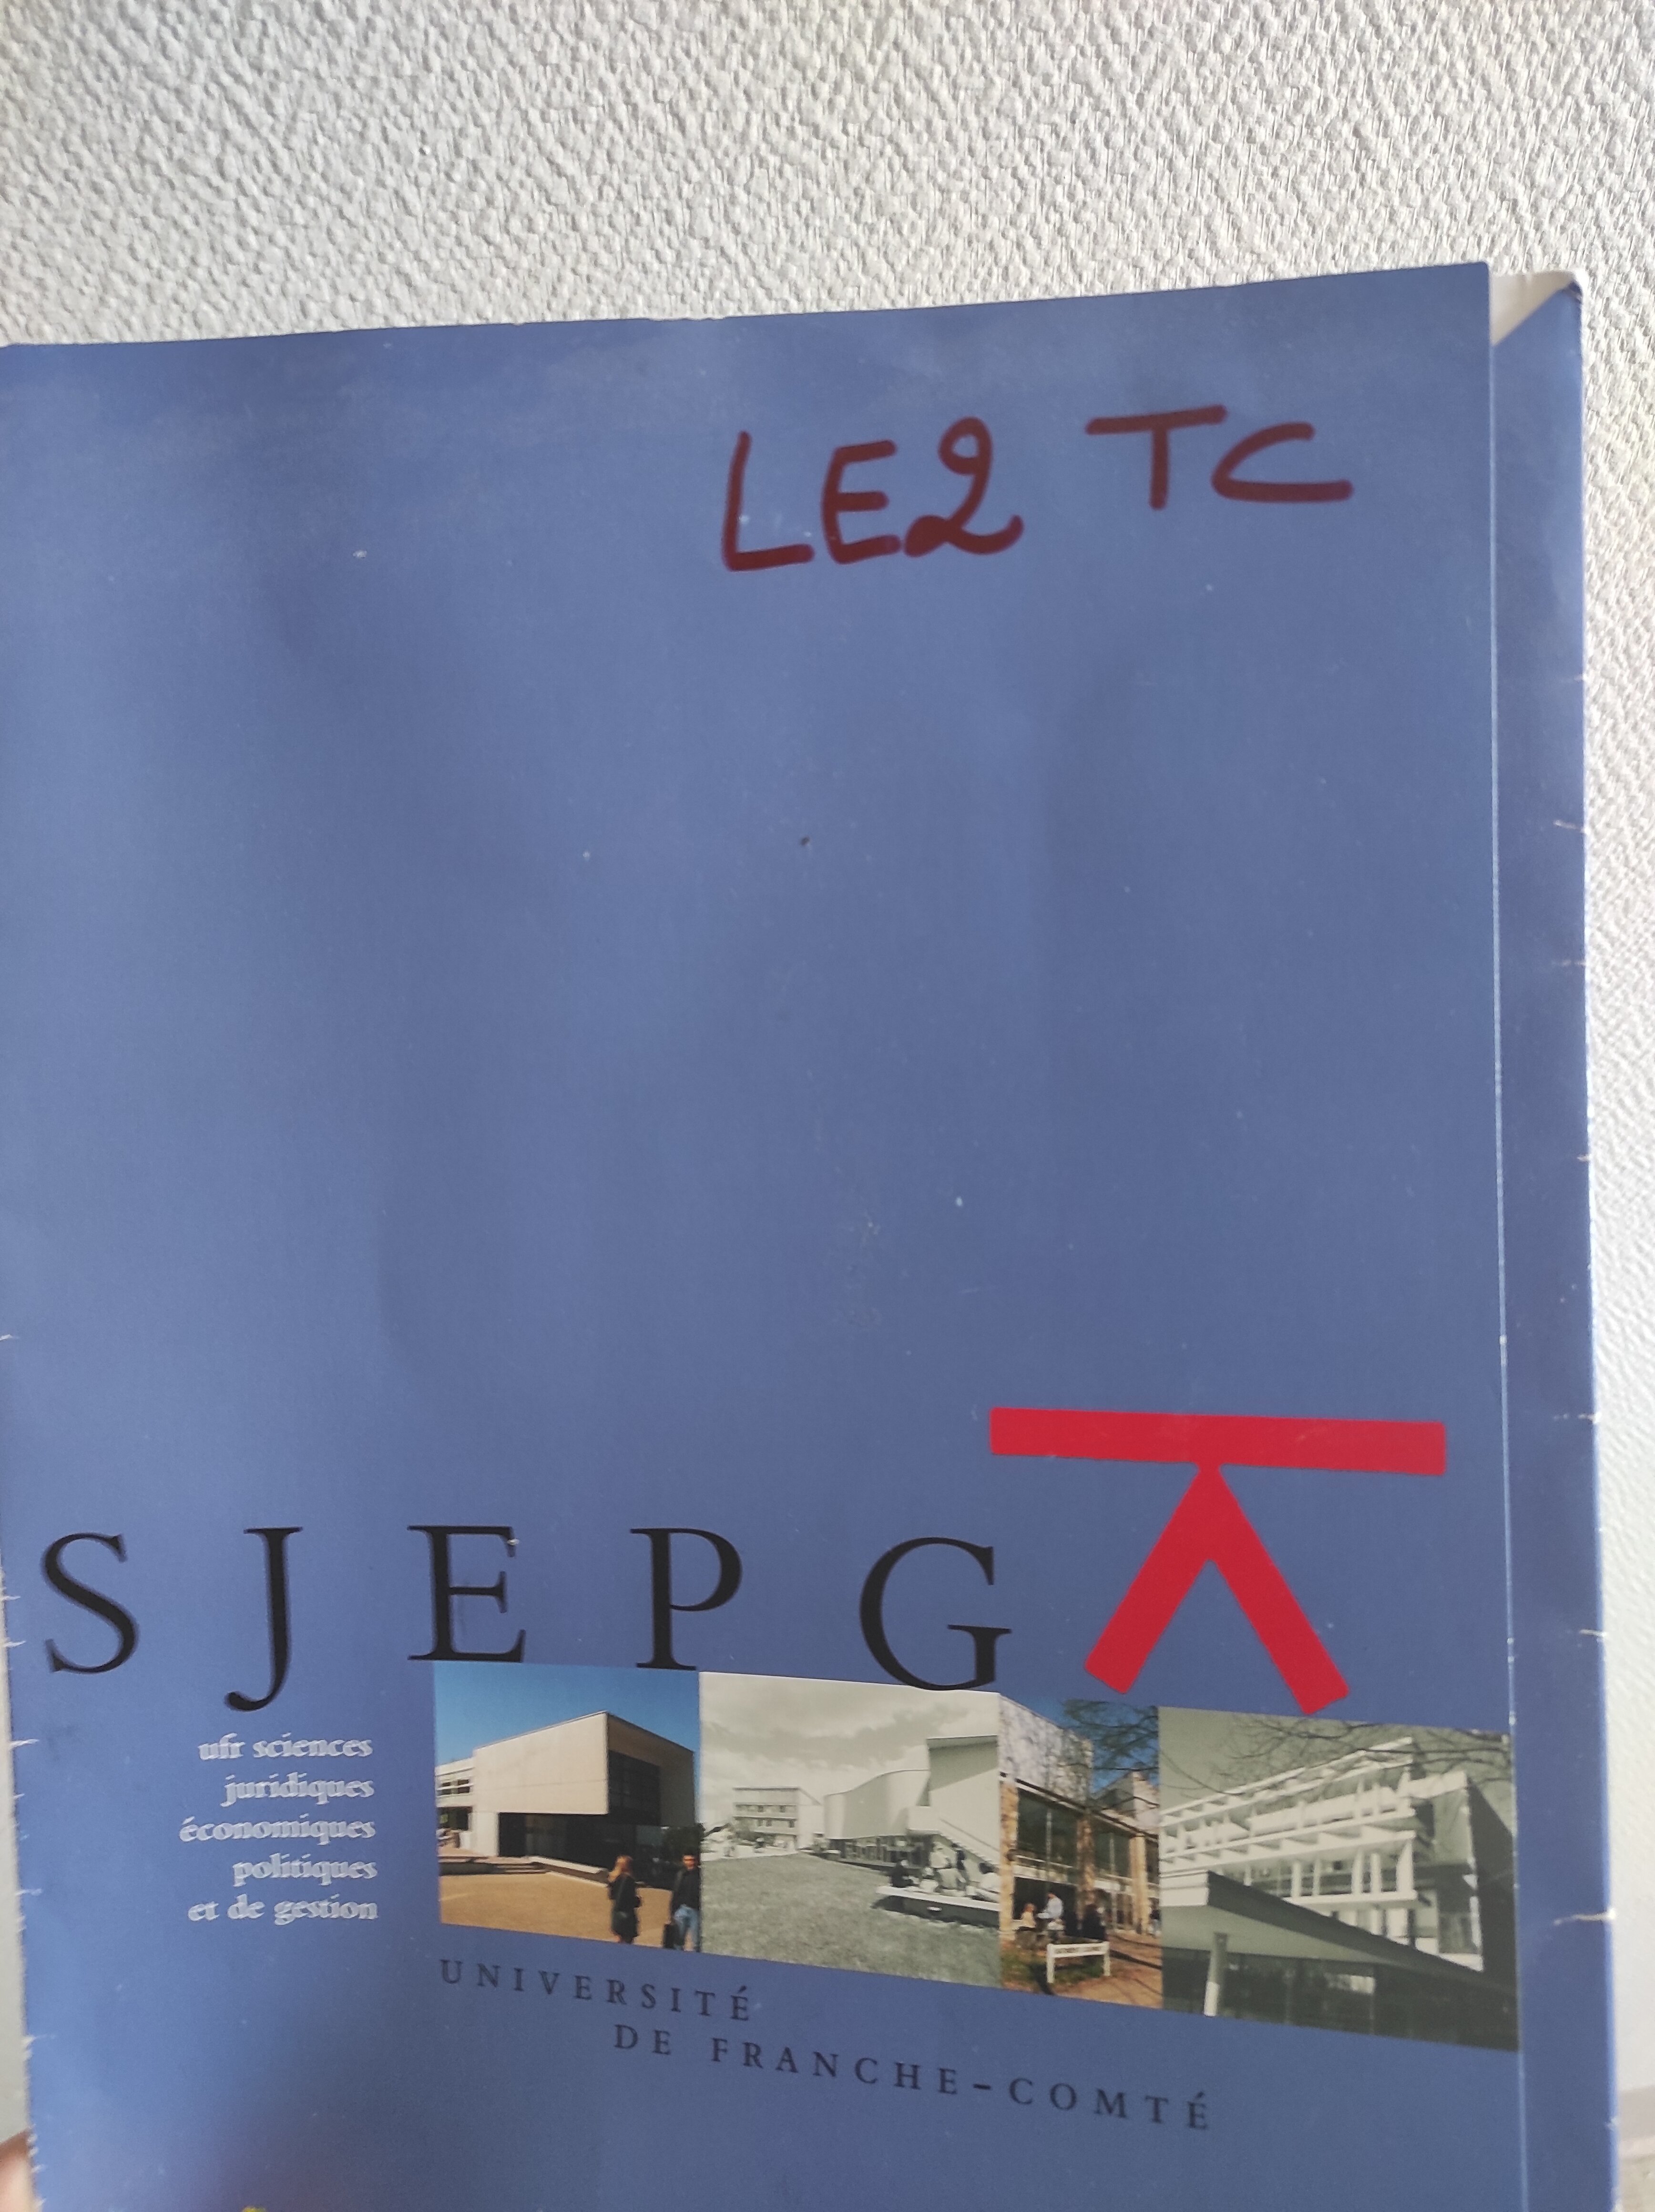 LE2 TC
SJEPG
ufr sciences
juridiques
économiques
politiques
et de gestion
UNIVERSITÉ
DE FRANCHE-COMTÉ